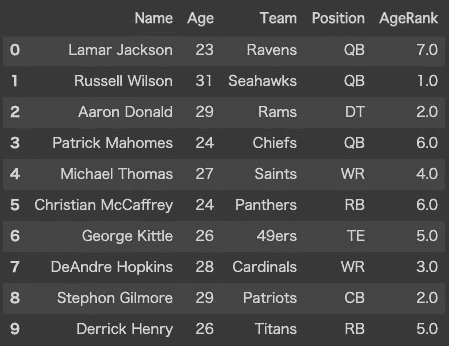 Name Age Team Position AgeRank
0 Lamar Jackson 23 Ravens QB 7.0
1 Russell Wilson 31 Seahawks QB 1.0
2 Aaron Donald 29 Rams DT 2.0
3 Patrick Mahomes 24 Chiefs QB 6.0
4 Michael Thomas 27 Saints WR 4.0
5 Christian McCaffrey 24 Panthers RB 6.0
6 George Kittle 26 49ers TE 5.0
7 DeAndre Hopkins 28 Cardinals WR 3.0
8 Stephon Gilmore 29 Patriots CB 2.0
9 Derrick Henry 26 Titans RB 5.0